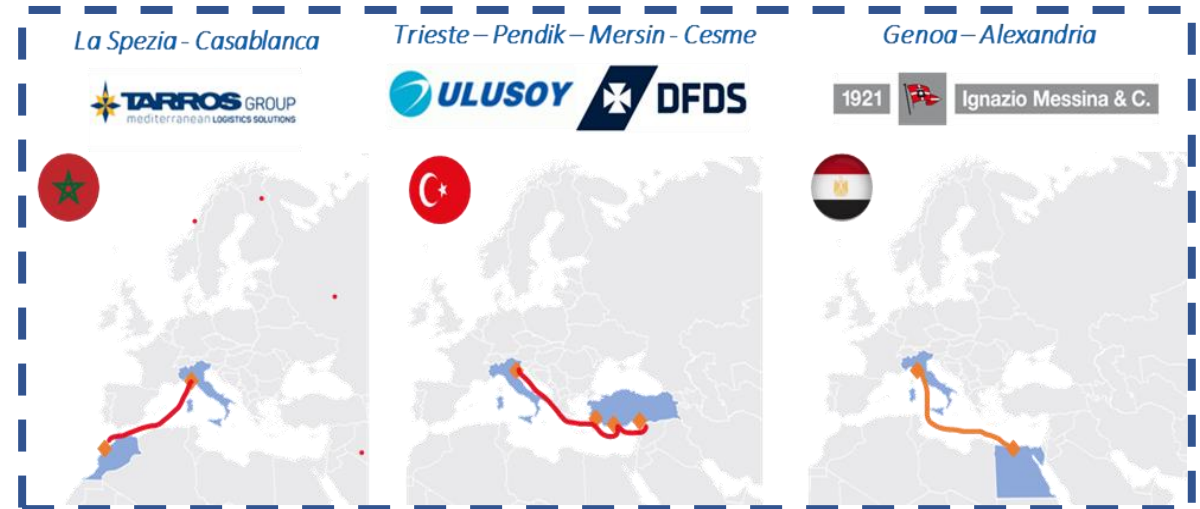 La Spezia - Casablanca
TARROS GROUP
mediterranean LOGISTICS SOLUTIONS
Trieste – Pendik – Mersin - Cesme
ULUSOY
DFDS
Genoa – Alexandria
1921
Ignazio Messina & C.